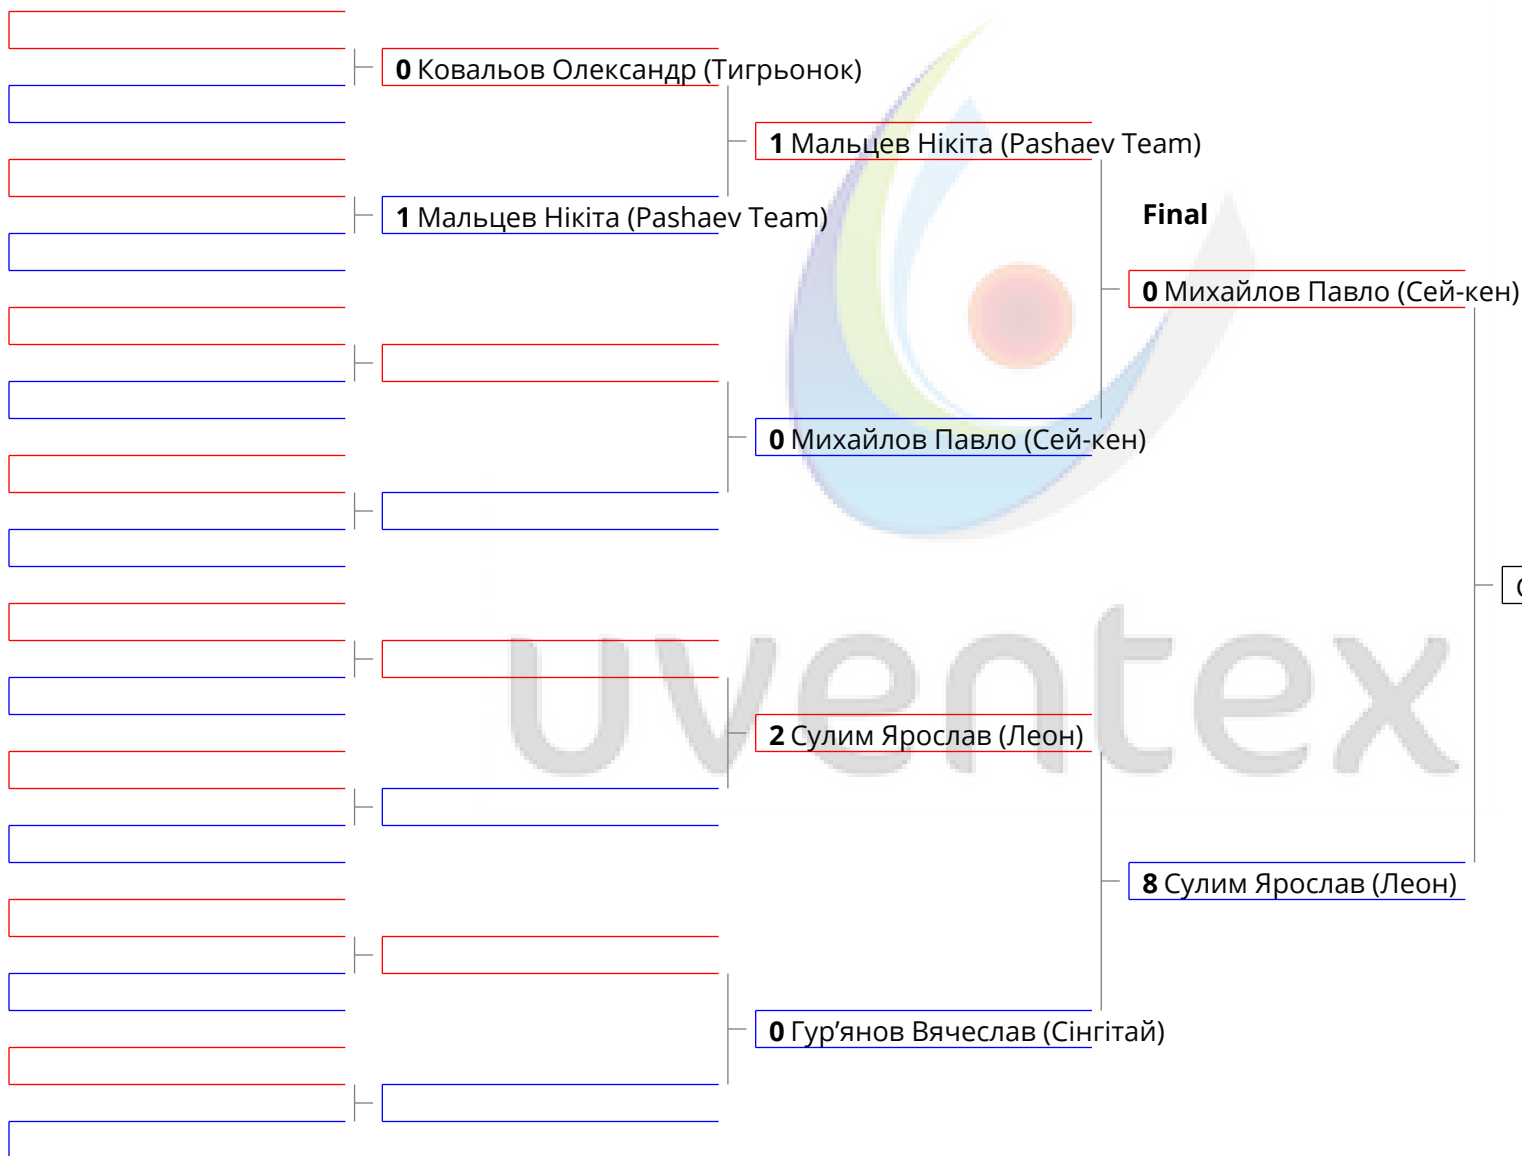 0 Ковальов Олександр (Тигрьонок)
1 Мальцев Нікіта (Pashaev Team)
1 Мальцев Нікіта (Pashaev Team)
Final
0 Михайлов Павло (Сей-кен)
0 Михайлов Павло (Сей-кен)
uventex
2 Сулим Ярослав (Леон)
8 Сулим Ярослав (Леон)
0 Гур’янов Вячеслав (Сінгітай)